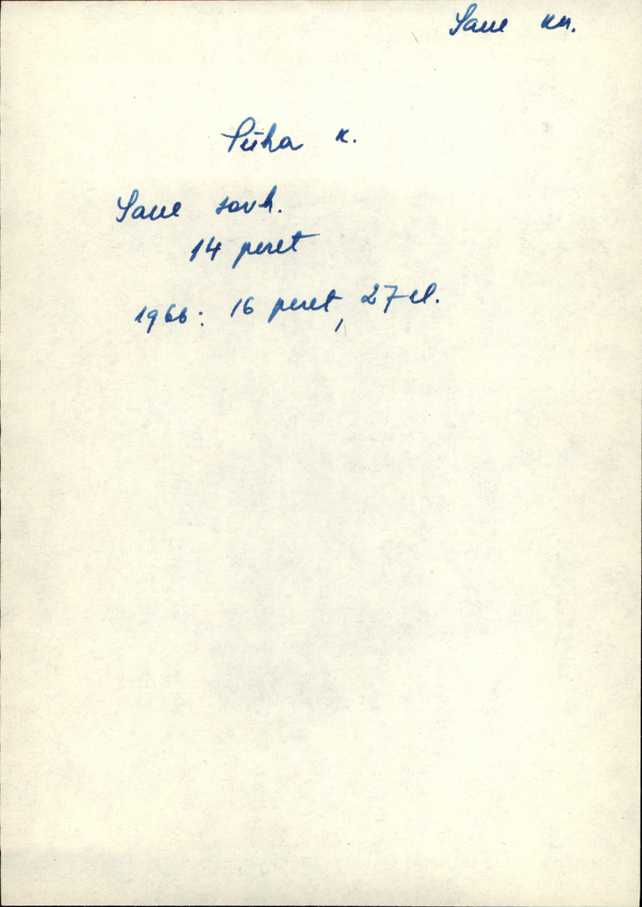 Saue kn.
Püha k.
Saue sovh.
14 peret
1966: 16 peret, 27 el.